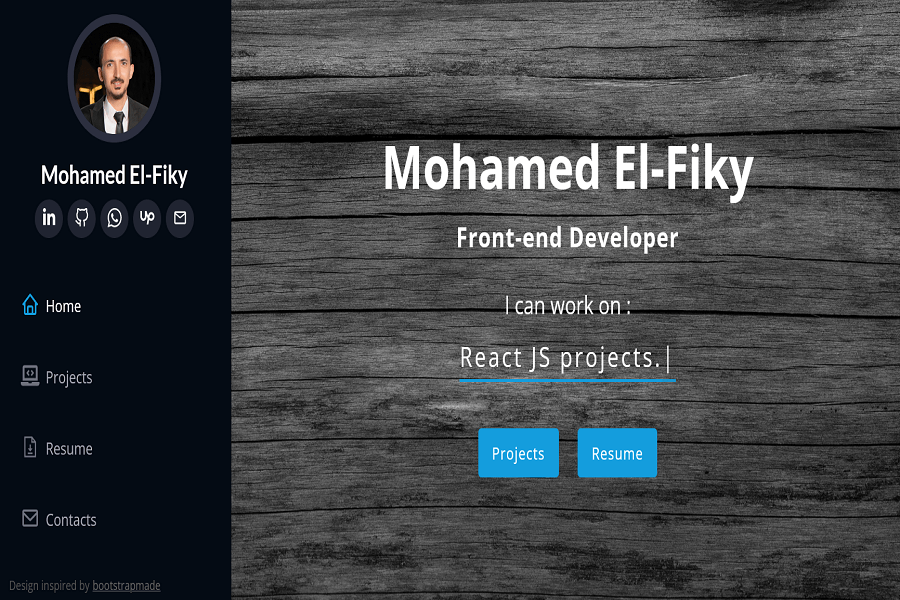 Mohamed El-Fiky
in
Up
Home
Projects
Resume
Contacts
Design inspired by bootstrapmade
Mohamed El-Fiky
Front-end Developer
I can work on :
React JS projects.|
Projects
Resume